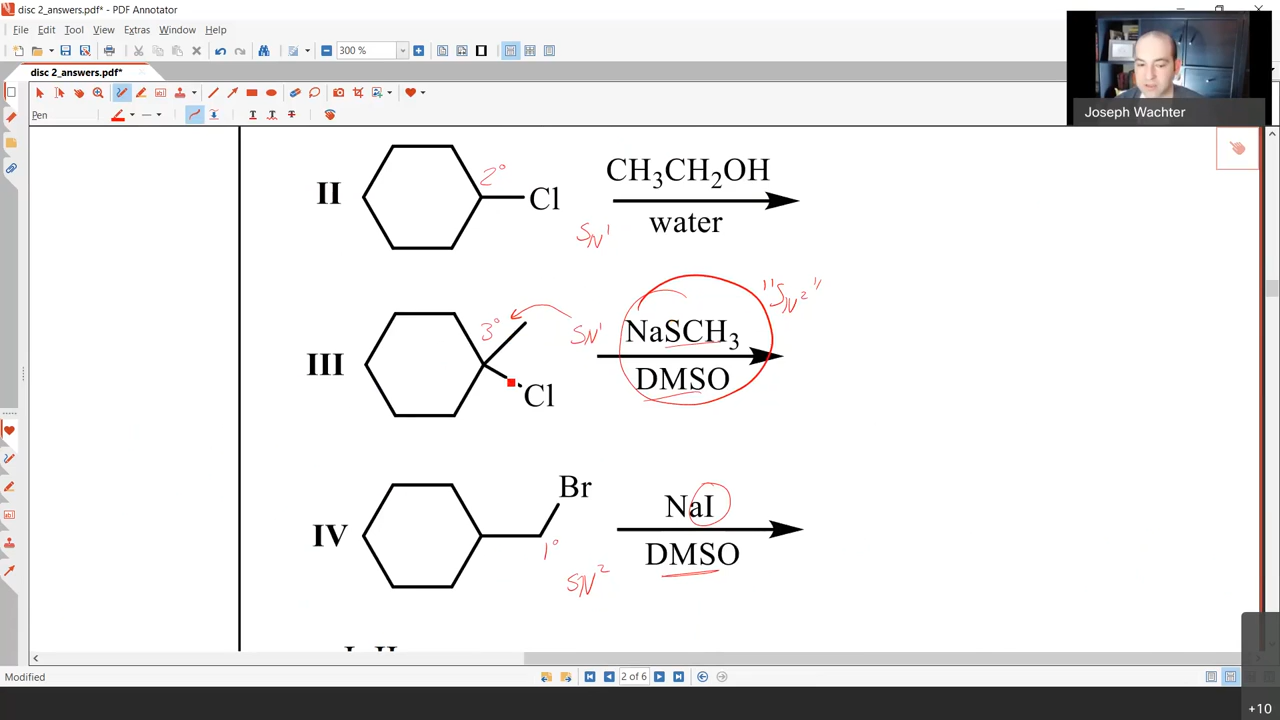 disc 2_answers.pdf* - PDF Annotator
File Edit Tool View Extras Window Help
300 %
disc 2_answers.pdf*
Pen
Joseph Wachter
II
2°
Cl
CH3CH2OH
water
SN1
III
3°
Cl
SN1
NaSCH3
DMSO
"SN2"
IV
Br
1°
SN2
NaI
DMSO
Modified
2 of 6
+10